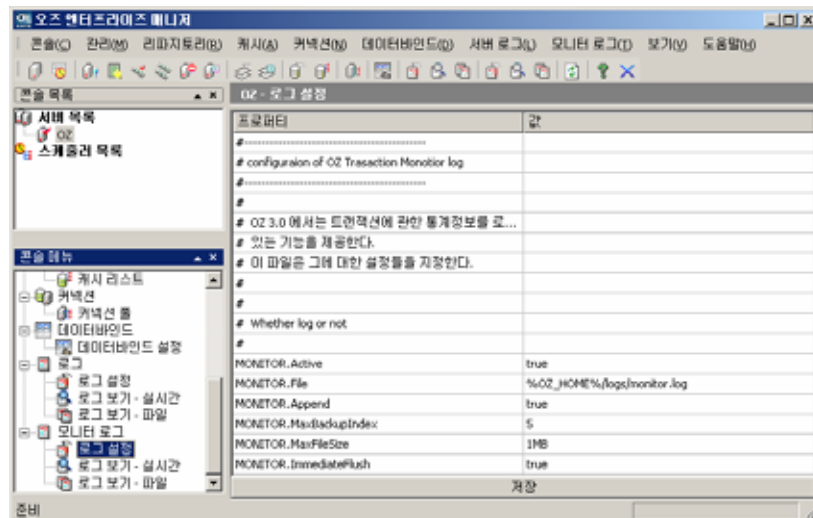 오즈 엔터프라이즈 매니저
콘솔(C) 관리(M) 리파지토리(R) 캐시(A) 커넥션(N) 데이터바인드(D) 서버 로그(L) 모니터 로그(T) 보기(V) 도움말(H)
콘솔 목록
서버 목록
OZ
스케줄러 목록
콘솔 메뉴
캐시 리스트
커넥션
커넥션 풀
데이터바인드
데이터바인드 설정
로그
로그 설정
로그 보기 - 실시간
로그 보기 - 파일
모니터 로그
로그 설정
로그 보기 - 실시간
로그 보기 - 파일
OZ - 로그 설정
프로퍼티 값
#--------------------------------------------------
# configuraion of OZ Trasaction Monotior log
#--------------------------------------------------
#
# OZ 3.0 에서는 트랜잭션에 관한 통계정보를 로...
# 있는 기능을 제공한다.
# 이 파일은 그에 대한 설정들을 지정한다.
#
#
# Whether log or not
#
MONITOR.Active true
MONITOR.File %OZ_HOME%/logs/monitor.log
MONITOR.Append true
MONITOR.MaxBackupIndex 5
MONITOR.MaxFileSize 1MB
MONITOR.ImmediateFlush true
저장
준비